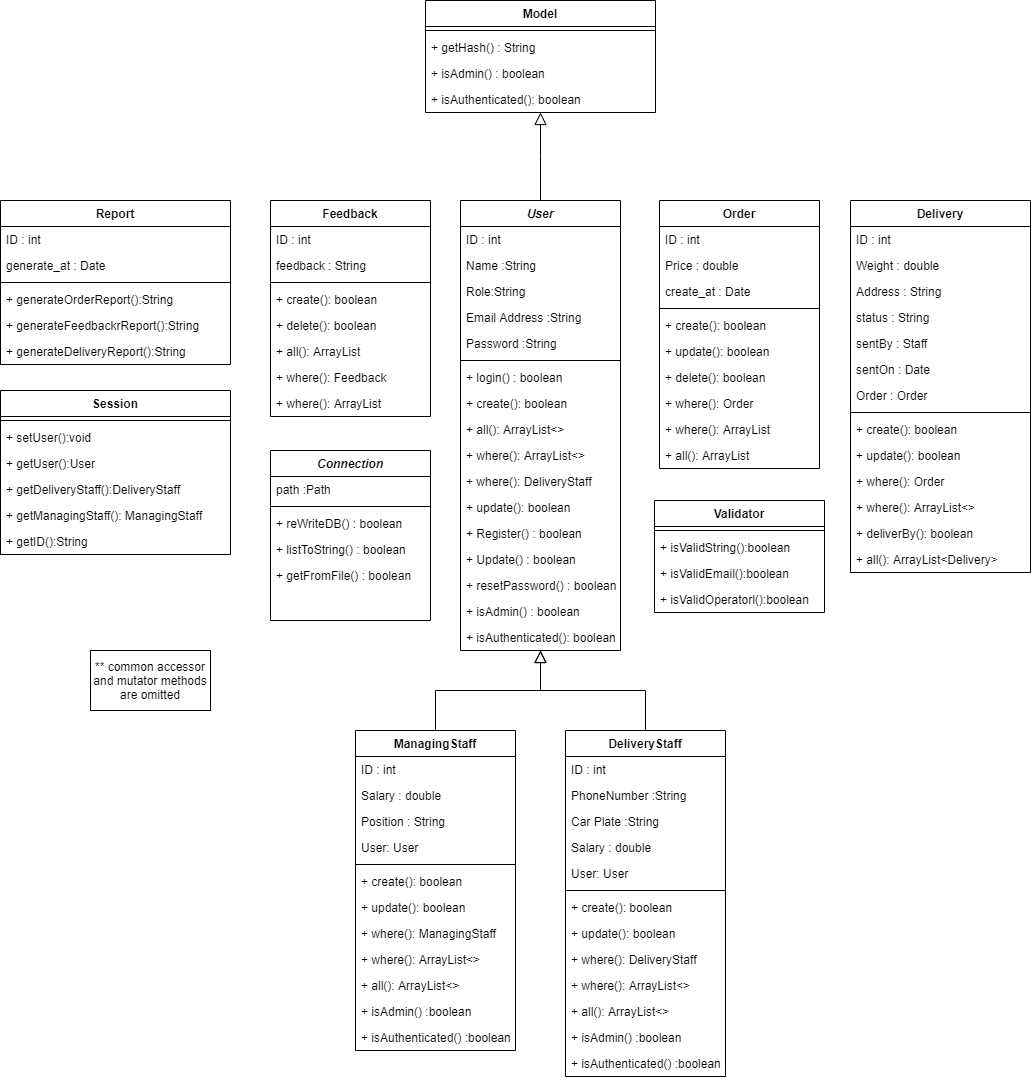 Model
+ getHash() : String
+ isAdmin() : boolean
+ isAuthenticated(): boolean
Report
ID : int
generate_at : Date
+ generateOrderReport():String
+ generateFeedbackrReport():String
+ generateDeliveryReport():String
Feedback
ID : int
feedback : String
+ create(): boolean
+ delete(): boolean
+ all(): ArrayList
+ where(): Feedback
+ where(): ArrayList
User
ID : int
Name :String
Role:String
Email Address :String
Password :String
+ login() : boolean
+ create(): boolean
+ all(): ArrayList<>
+ where(): ArrayList<>
+ where(): DeliveryStaff
+ update(): boolean
+ Register() : boolean
+ Update() : boolean
+ resetPassword() : boolean
+ isAdmin() : boolean
+ isAuthenticated(): boolean
Order
ID : int
Price : double
create_at : Date
+ create(): boolean
+ update(): boolean
+ delete(): boolean
+ where(): Order
+ where(): ArrayList
+ all(): ArrayList
Delivery
ID : int
Weight : double
Address : String
status : String
sentBy : Staff
sentOn : Date
Order : Order
+ create(): boolean
+ update(): boolean
+ where(): Order
+ where(): ArrayList<>
+ deliverBy(): boolean
+ all(): ArrayList<Delivery>
Session
+ setUser():void
+ getUser():User
+ getDeliveryStaff():DeliveryStaff
+ getManagingStaff(): ManagingStaff
+ getID():String
Connection
path :Path
+ reWriteDB() : boolean
+ listToString() : boolean
+ getFromFile() : boolean
Validator
+ isValidString():boolean
+ isValidEmail():boolean
+ isValidOperatorI():boolean
** common accessor
and mutator methods
are omitted
ManagingStaff
ID : int
Salary : double
Position : String
User: User
+ create(): boolean
+ update(): boolean
+ where(): ManagingStaff
+ where(): ArrayList<>
+ all(): ArrayList<>
+ isAdmin() :boolean
+ isAuthenticated() :boolean
DeliveryStaff
ID : int
PhoneNumber :String
Car Plate :String
Salary : double
User: User
+ create(): boolean
+ update(): boolean
+ where(): DeliveryStaff
+ where(): ArrayList<>
+ all(): ArrayList<>
+ isAdmin() :boolean
+ isAuthenticated() :boolean